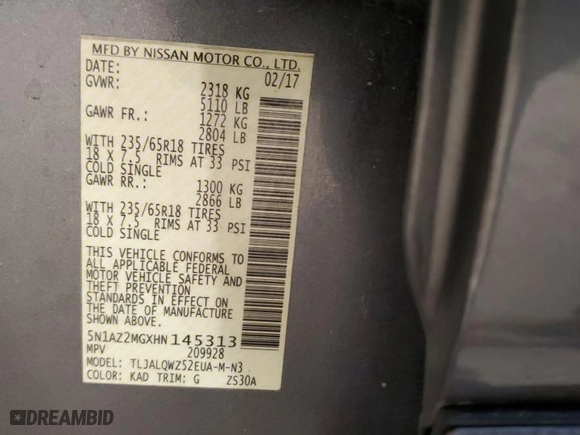 MFD BY NISSAN MOTOR CO., LTD.
DATE: 02/17
GVWR: 2318 KG
5110 LB
GAWR FR.: 1272 KG
2804 LB
WITH 235/65R18 TIRES
18 X 7.5 RIMS AT 33 PSI
COLD SINGLE
GAWR RR.: 1300 KG
2866 LB
WITH 235/65R18 TIRES
18 X 7.5 RIMS AT 33 PSI
COLD SINGLE
THIS VEHICLE CONFORMS TO
ALL APPLICABLE FEDERAL
MOTOR VEHICLE SAFETY AND
THEFT PREVENTION
STANDARDS IN EFFECT ON
THE DATE OF MANUFACTURE
SHOWN ABOVE.
5N1AZ2MGXHN145313
MPV 209928
MODEL: TLJALQWZ52EUA-M-N3
COLOR: KAD TRIM: G ZS30A
DREAMBID